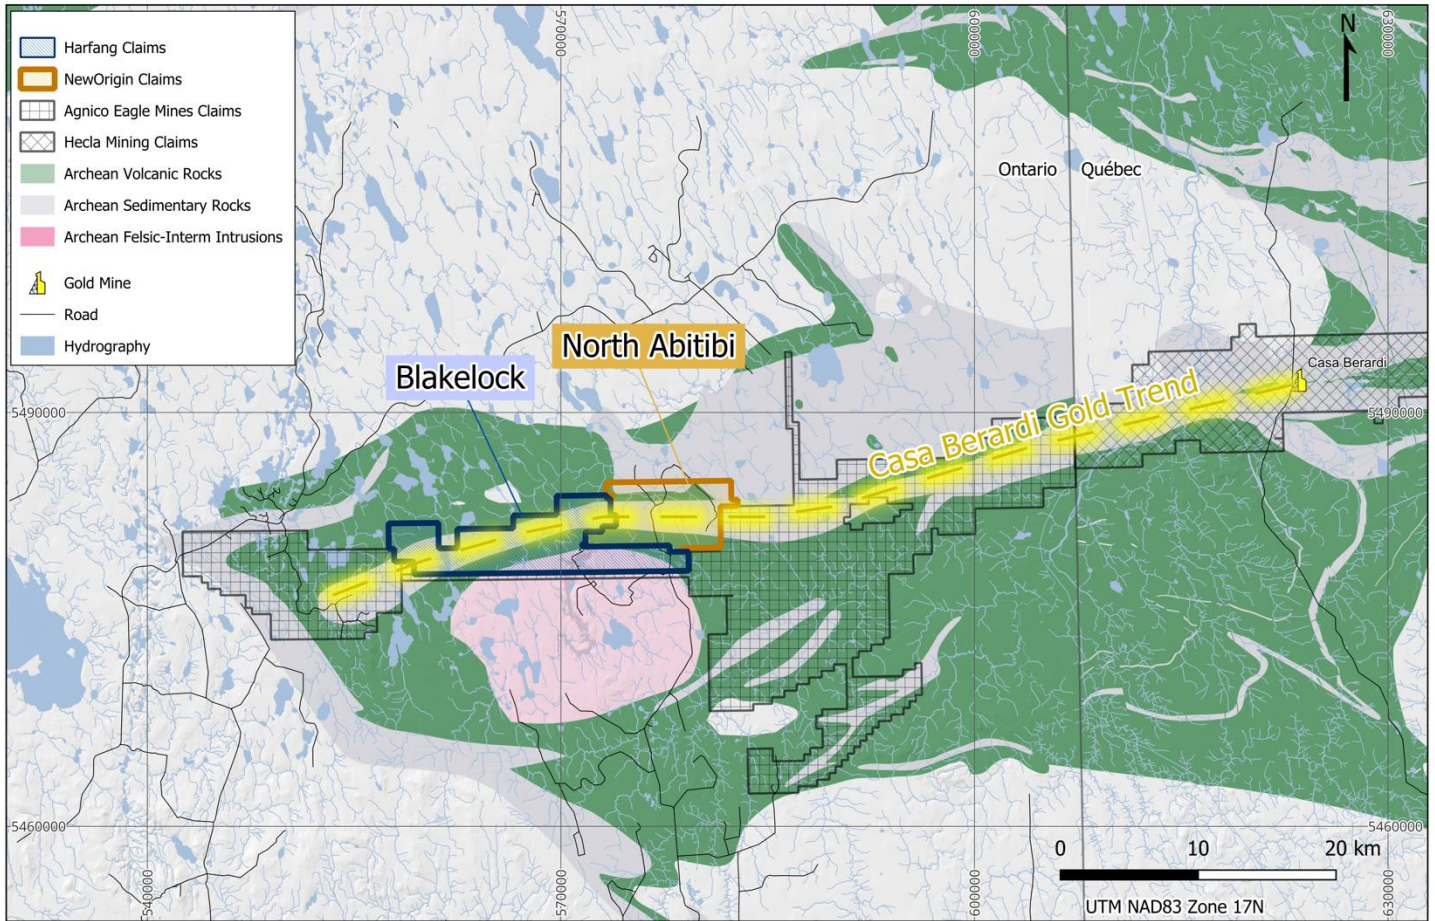 Harfang Claims
NewOrigin Claims
Agnico Eagle Mines Claims
Hecla Mining Claims
Archean Volcanic Rocks
Archean Sedimentary Rocks
Archean Felsic-Interm Intrusions
Gold Mine
Road
Hydrography
570000
600000
630000
N
Ontario
Québec
North Abitibi
Blakelock
Casa Berardi
Casa Berardi Gold Trend
5490000
5490000
5460000
5460000
0 10 20 km
540000
570000
600000
630000
UTM NAD83 Zone 17N